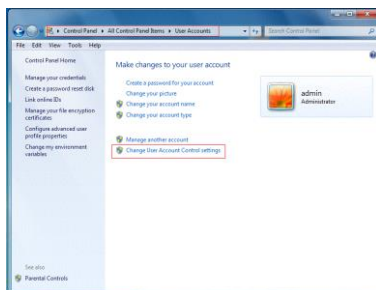 Control Panel ▸ All Control Panel Items ▸ User Accounts
Search Control Panel
File Edit View Tools Help
Control Panel Home
Manage your credentials
Create a password reset disk
Link online IDs
Manage your file encryption
certificates
Configure advanced user
profile properties
Change my environment
variables
See also
Parental Controls
Make changes to your user account
Create a password for your account
Change your picture
Change your account name
Change your account type
Manage another account
Change User Account Control settings
admin
Administrator